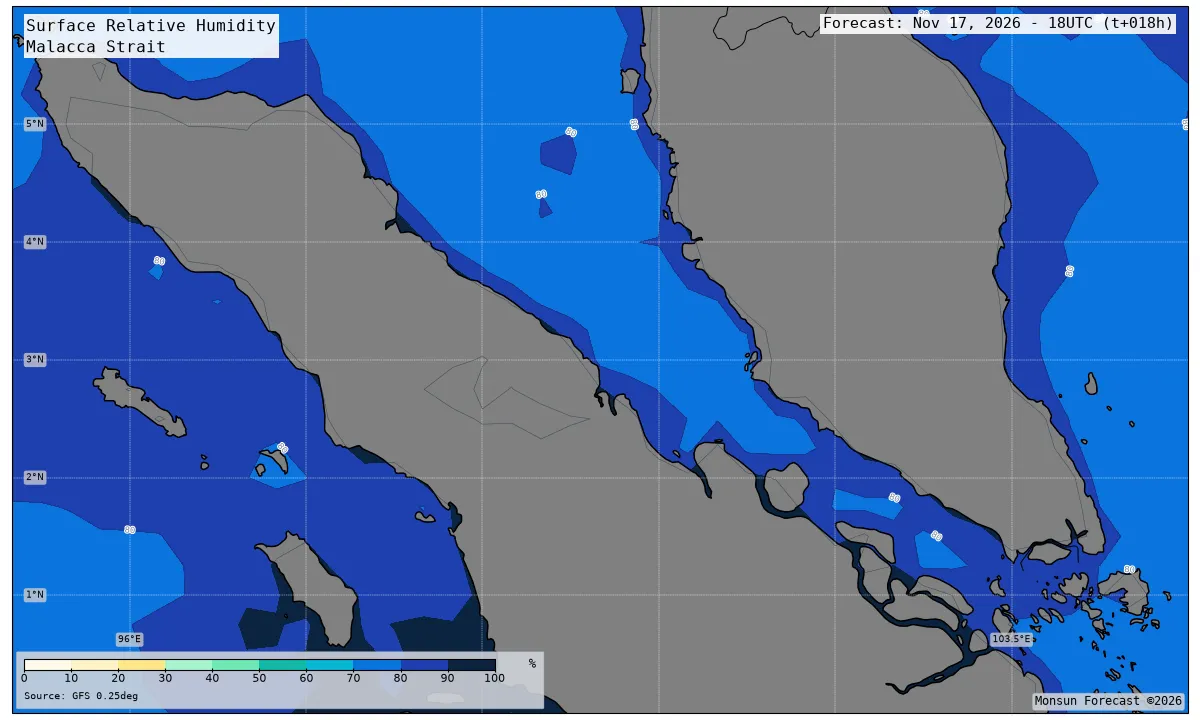 Surface Relative Humidity
Malacca Strait
Forecast: Nov 17, 2026 - 18UTC (t+018h)
80
80
80
80
5°N
80
4°N
80
80
3°N
80
2°N
80
80
80
80
1°N
96°E
103.5°E
%
0 10 20 30 40 50 60 70 80 90 100
Source: GFS 0.25deg
Monsun Forecast ©2026